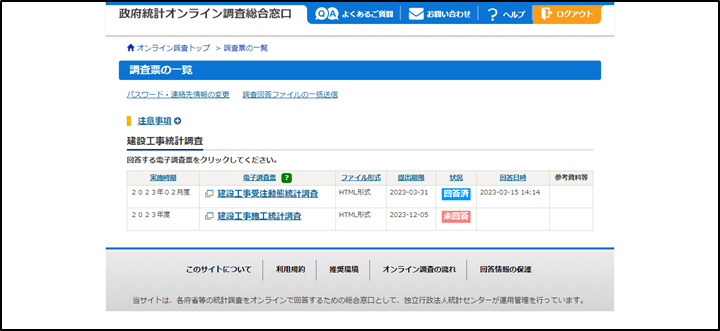 政府統計オンライン調査総合窓口
Q&A よくあるご質問
お問い合わせ
? ヘルプ
ログアウト
オンライン調査トップ > 調査票の一覧
調査票の一覧
パスワード・連絡先情報の変更 調査回答ファイルの一括送信
注意事項
建設工事統計調査
回答する電子調査票をクリックしてください。
実施時期 電子調査票 ? ファイル形式 提出期限 状況 回答日時 参考資料等
2023年02月度 建設工事受注動態統計調査 HTML形式 2023-03-31 回答済 2023-03-15 14:14
2023年度 建設工事施工統計調査 HTML形式 2023-12-05 未回答
このサイトについて 利用規約 推奨環境 オンライン調査の流れ 回答情報の保護
当サイトは、各府省等の統計調査をオンラインで回答するための総合窓口として、独立行政法人統計センターが運用管理を行っています。